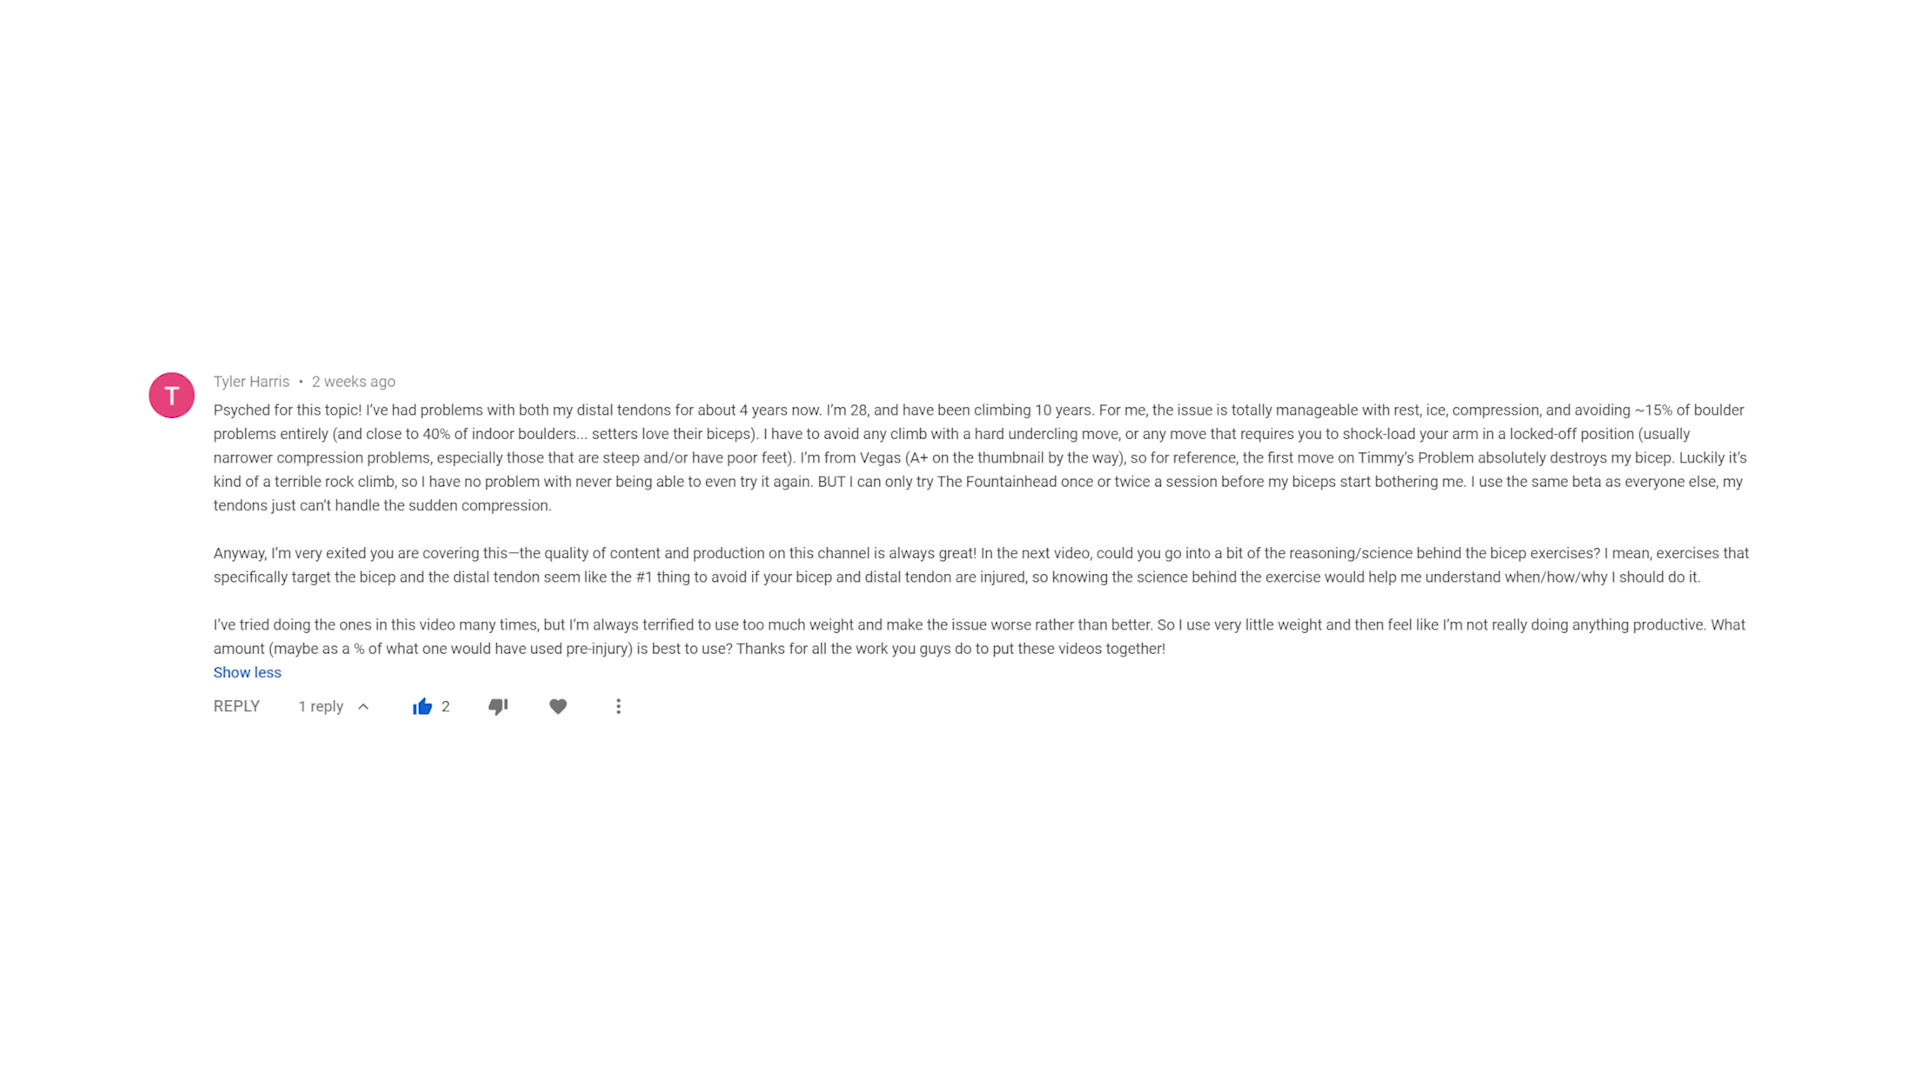 T
Tyler Harris • 2 weeks ago
Psyched for this topic! I’ve had problems with both my distal tendons for about 4 years now. I’m 28, and have been climbing 10 years. For me, the issue is totally manageable with rest, ice, compression, and avoiding ~15% of boulder
problems entirely (and close to 40% of indoor boulders... setters love their biceps). I have to avoid any climb with a hard undercling move, or any move that requires you to shock-load your arm in a locked-off position (usually
narrower compression problems, especially those that are steep and/or have poor feet). I’m from Vegas (A+ on the thumbnail by the way), so for reference, the first move on Timmy’s Problem absolutely destroys my bicep. Luckily it’s
kind of a terrible rock climb, so I have no problem with never being able to even try it again. BUT I can only try The Fountainhead once or twice a session before my biceps start bothering me. I use the same beta as everyone else, my
tendons just can’t handle the sudden compression.
Anyway, I’m very exited you are covering this—the quality of content and production on this channel is always great! In the next video, could you go into a bit of the reasoning/science behind the bicep exercises? I mean, exercises that
specifically target the bicep and the distal tendon seem like the #1 thing to avoid if your bicep and distal tendon are injured, so knowing the science behind the exercise would help me understand when/how/why I should do it.
I’ve tried doing the ones in this video many times, but I’m always terrified to use too much weight and make the issue worse rather than better. So I use very little weight and then feel like I’m not really doing anything productive. What
amount (maybe as a % of what one would have used pre-injury) is best to use? Thanks for all the work you guys do to put these videos together!
Show less
REPLY 1 reply 2